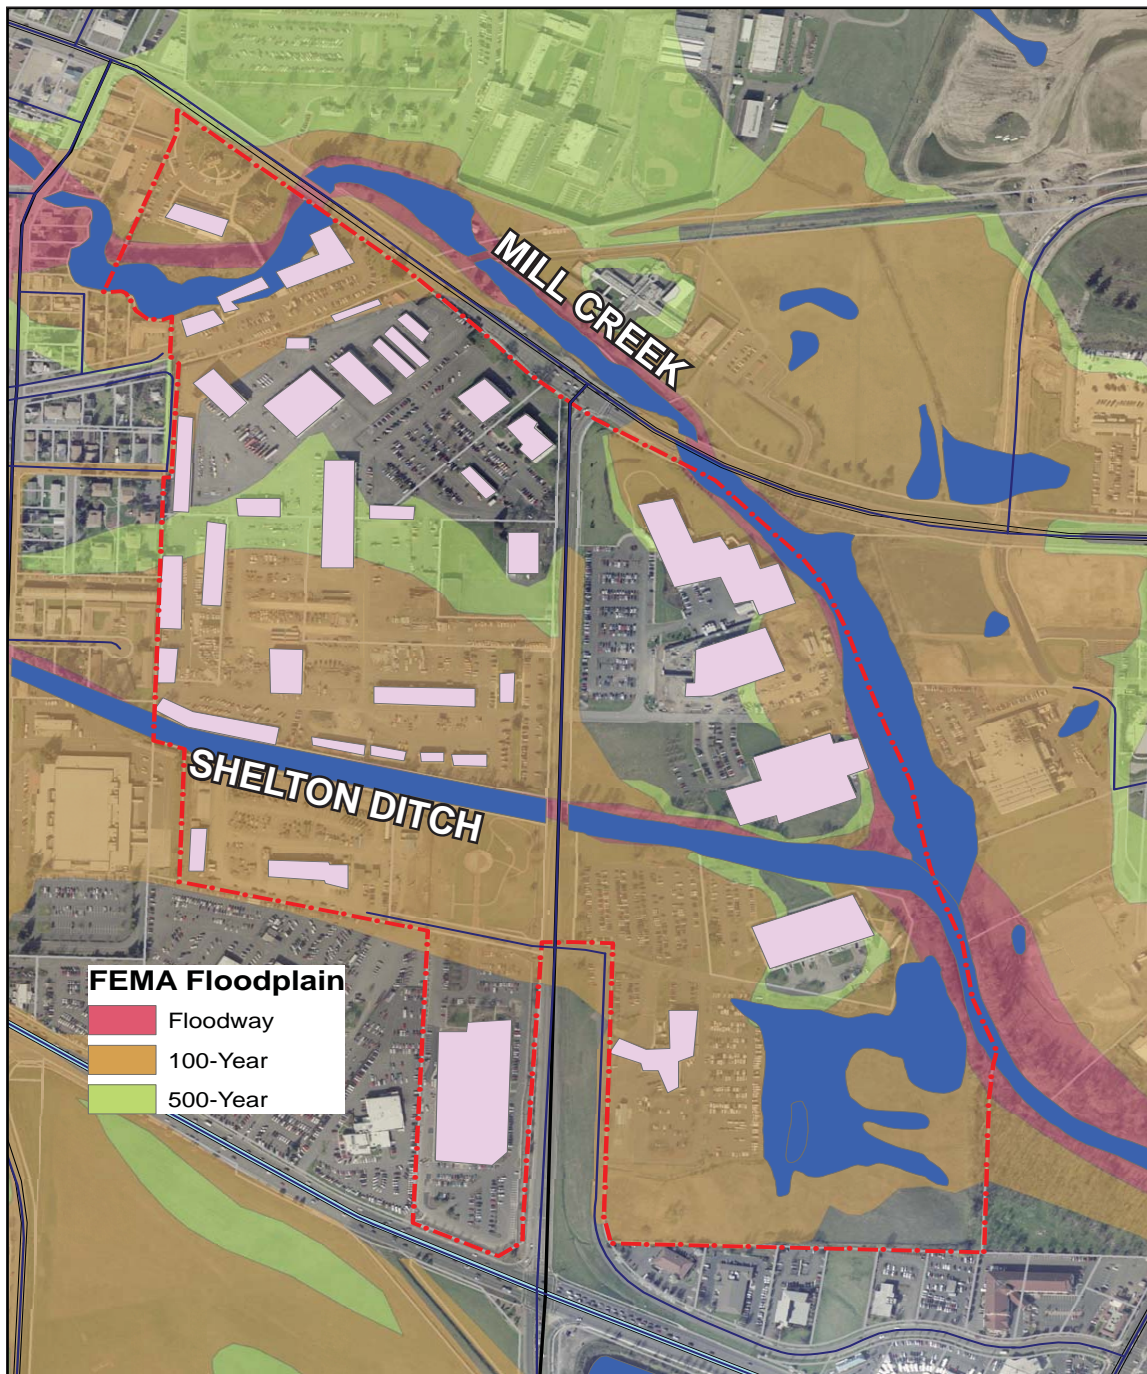 MILL CREEK
SHELTON DITCH
FEMA Floodplain
Floodway
100-Year
500-Year